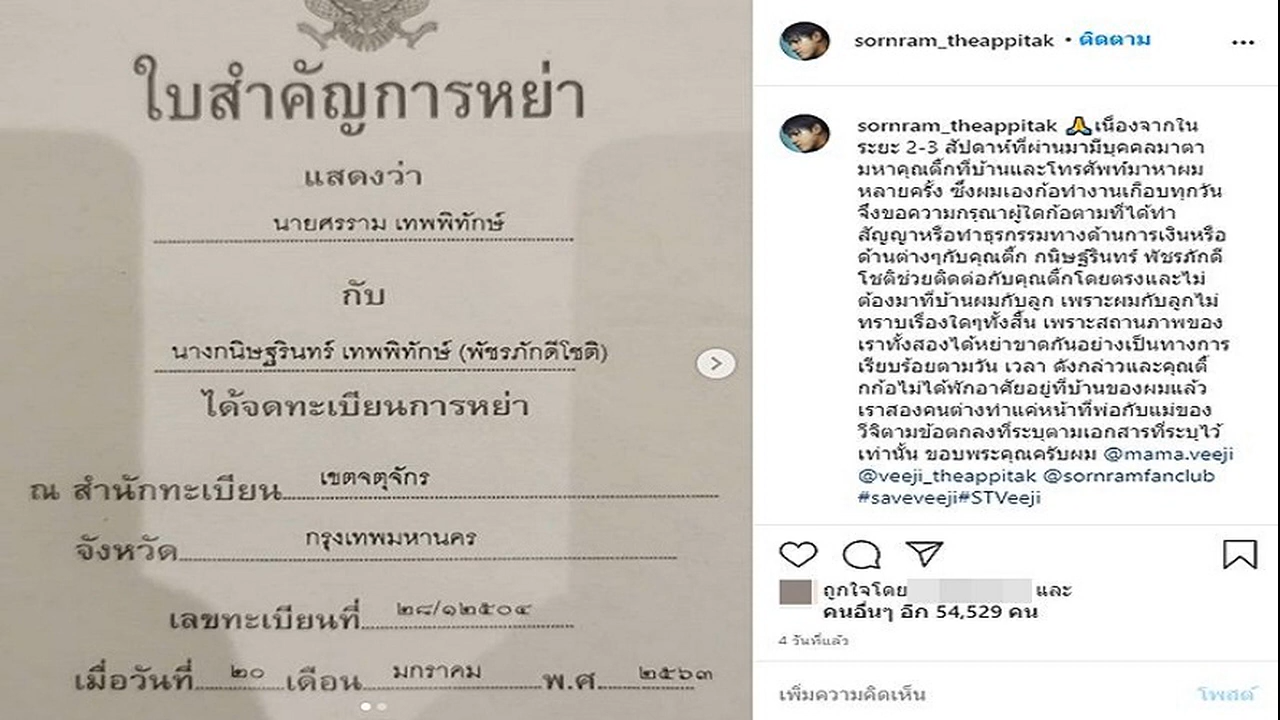 ใบสำคัญการหย่า
แสดงว่า
นายศรราม เทพพิทักษ์
กับ
นางกนิษฐรินทร์ เทพพิทักษ์ (พัชรภักดีโชติ)
ได้จดทะเบียนการหย่า
ณ สำนักทะเบียน เขตจตุจักร
จังหวัด กรุงเทพมหานคร
เลขทะเบียนที่ ๒๘/๑๒๕๐๔
เมื่อวันที่ ๒๐ เดือน มกราคม พ.ศ. ๒๕๖๓
sornram_theappitak • ติดตาม
sornram_theappitak 🙏เนื่องจากใน
ระยะ 2-3 สัปดาห์ที่ผ่านมามีบุคคลมาตา
มหาคุณติ๊กที่บ้านและโทรศัพท์มาหาผม
หลายครั้ง ซึ่งผมเองก้อทำงานเกือบทุกวัน
จึงขอความกรุณาผู้ใดก้อตามที่ได้ทำ
สัญญาหรือทำธุรกรรมทางด้านการเงินหรือ
ด้านต่างๆกับคุณติ๊ก กนิษฐ์รินทร์ พัชรภักดี
โชติช่วยติดต่อกับคุณติ๊กโดยตรงและไม่
ต้องมาที่บ้านผมกับลูก เพราะผมกับลูกไม่
ทราบเรื่องใดๆทั้งสิ้น เพราะสถานภาพของ
เราทั้งสองได้หย่าขาดกันอย่างเป็นทางการ
เรียบร้อยตามวัน เวลา ดังกล่าวและคุณติ๊
กก้อไม่ได้พักอาศัยอยู่ที่บ้านของผมแล้ว
เราสองคนต่างทำแค่หน้าที่พ่อกับแม่ของ
วีจิตามข้อตกลงที่ระบุตามเอกสารที่ระบุไว้
เท่านั้น ขอบพระคุณครับผม @mama.veeji
@veeji_theappitak @sornramfanclub
#saveveeji#STVeeji
ถูกใจโดย และ
คนอื่นๆ อีก 54,529 คน
4 วันที่แล้ว
เพิ่มความคิดเห็น โพสต์